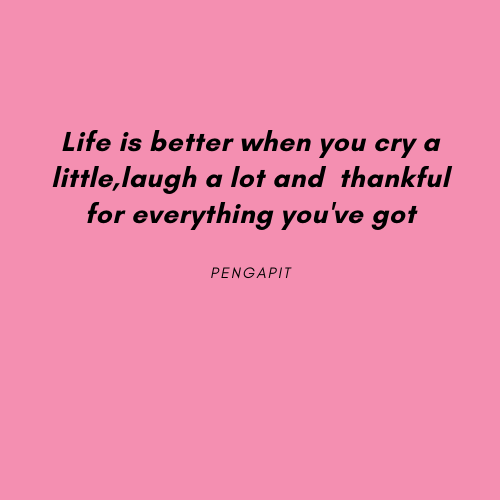 Life is better when you cry a
little,laugh a lot and  thankful
for everything you've got
PENGAPIT